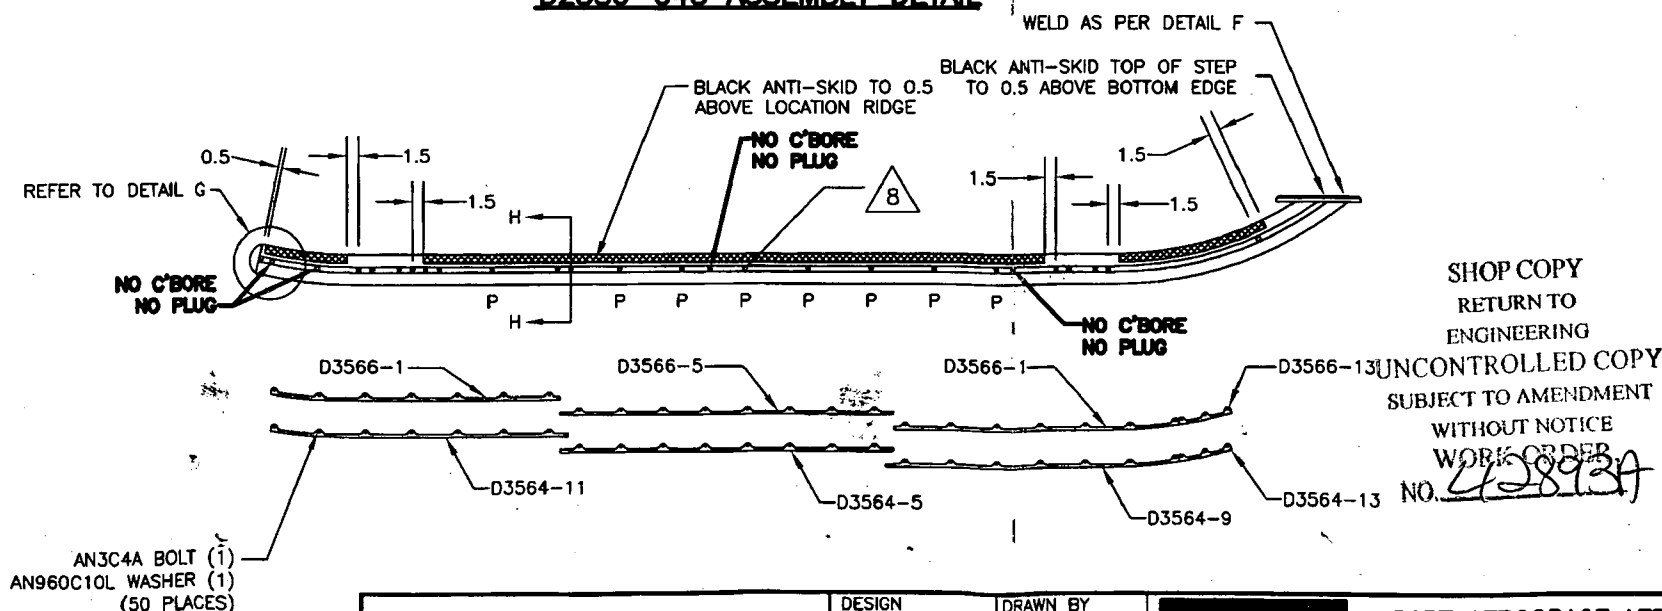 ASSEMBLY DETAIL
WELD AS PER DETAIL F
BLACK ANTI-SKID TOP OF STEP
TO 0.5 ABOVE BOTTOM EDGE
BLACK ANTI-SKID TO 0.5
ABOVE LOCATION RIDGE
NO C'BORE
NO PLUG
0.5
1.5
1.5
8
1.5
1.5
1.5
REFER TO DETAIL G
H
NO C'BORE
NO PLUG
P P P P P P P
H
NO C'BORE
NO PLUG
SHOP COPY
RETURN TO
ENGINEERING
UNCONTROLLED COPY
SUBJECT TO AMENDMENT
WITHOUT NOTICE
WORK ORDER
NO. 42893A
D3566-1
D3566-5
D3566-1
D3566-13
D3564-11
D3564-5
D3564-9
D3564-13
AN3C4A BOLT (1)
AN960C10L WASHER (1)
(50 PLACES)
DESIGN
DRAWN BY